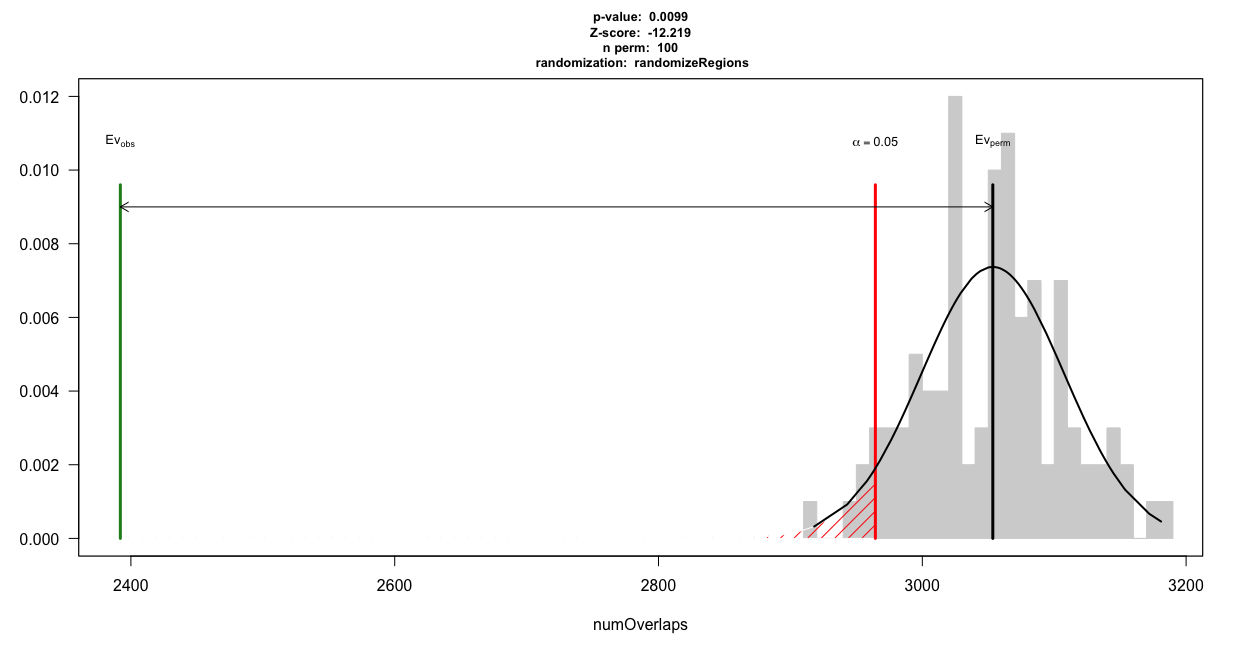 p-value: 0.0099
Z-score: -12.219
n perm: 100
randomization: randomizeRegions
0.012
0.010
0.008
0.006
0.004
0.002
0.000
Evobs
α = 0.05
Evperm
2400 2600 2800 3000 3200
numOverlaps